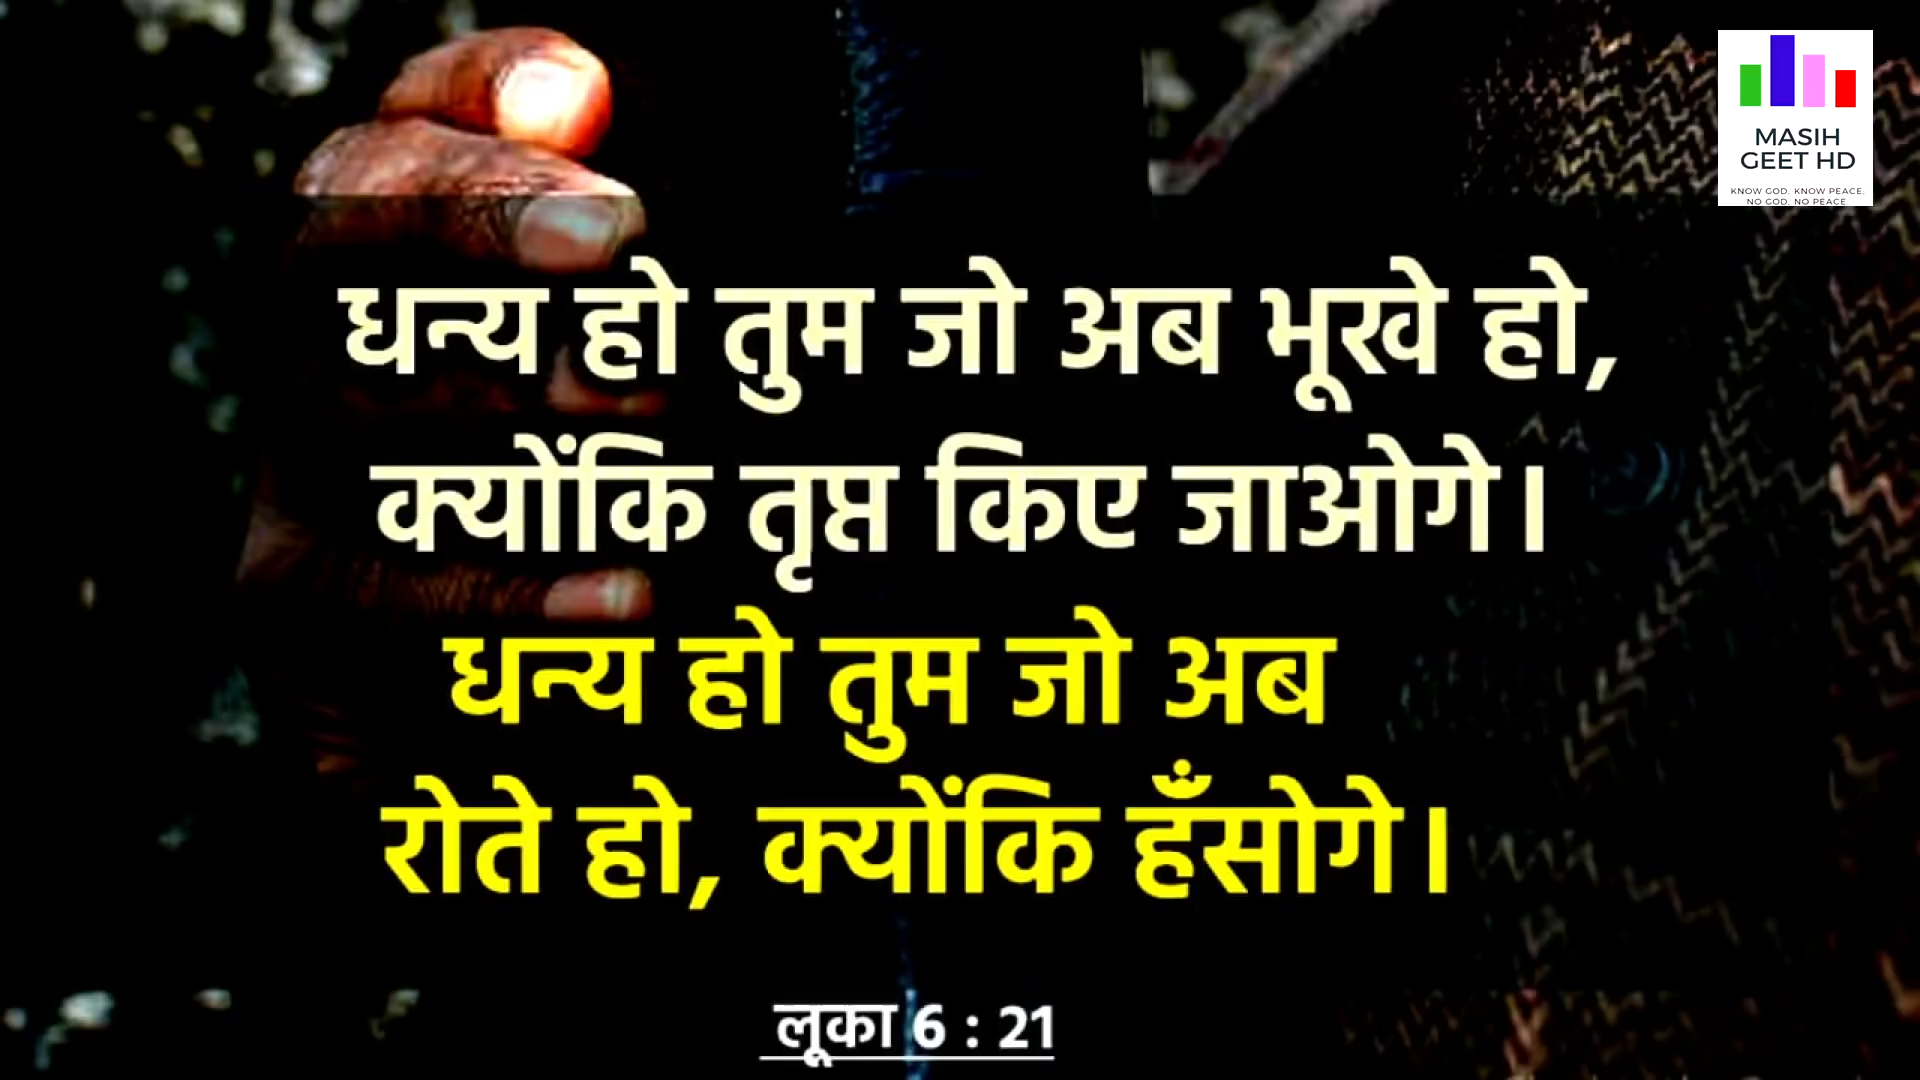 MASIH
GEET HD
KNOW GOD. KNOW PEACE.
NO GOD. NO PEACE
धन्य हो तुम जो अब भूखे हो,
क्योंकि तृप्त किए जाओगे।
धन्य हो तुम जो अब
रोते हो, क्योंकि हँसोगे।
लूका 6 : 21